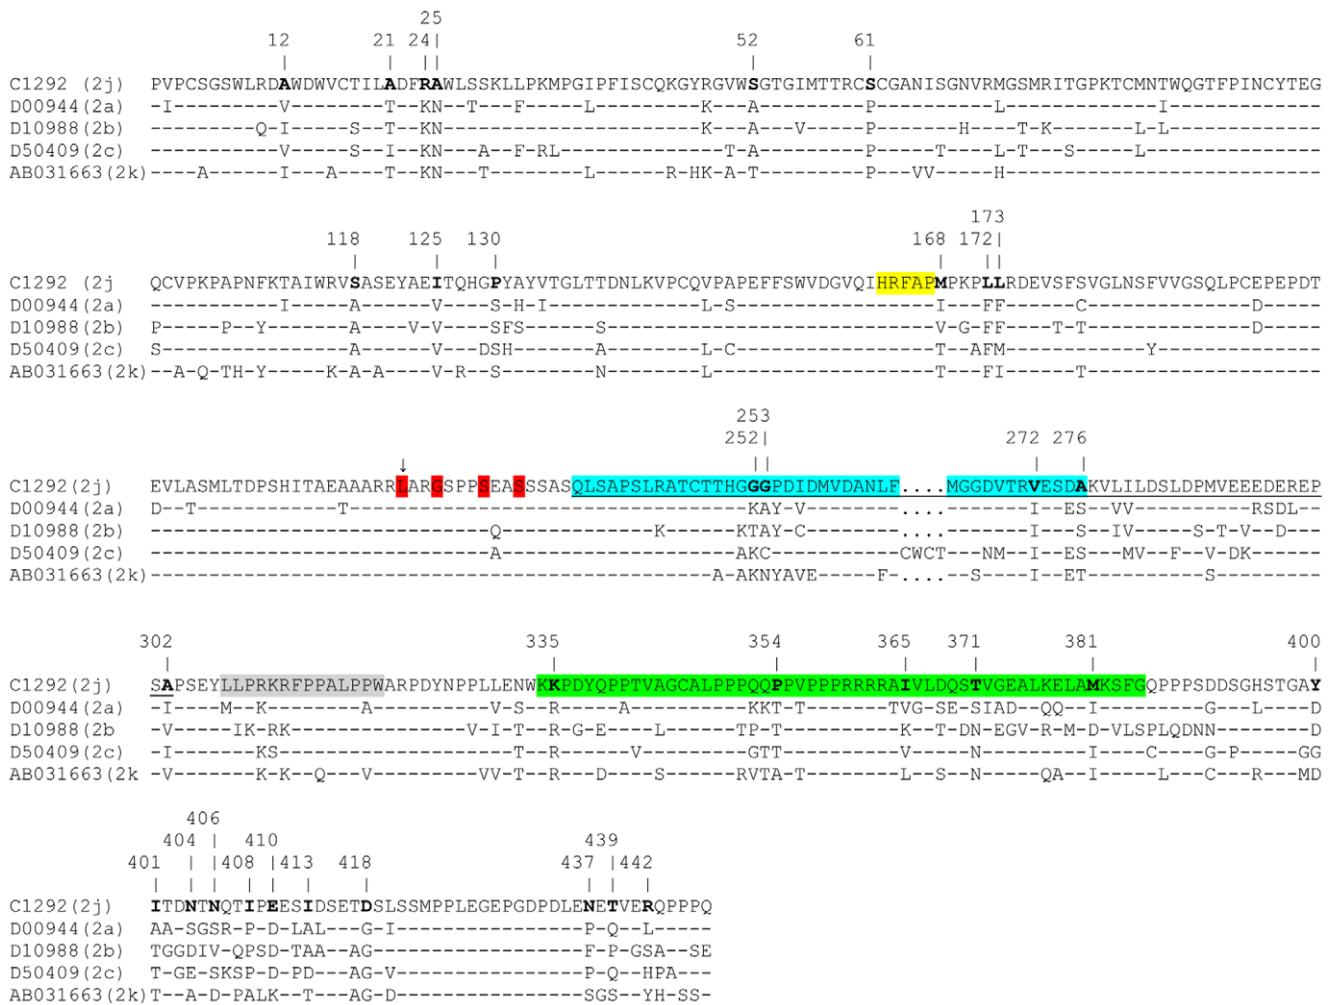 25
12 21 24|
52 61
| | || | |
C1292 (2j) PVPCSGSWLRDAWDWVCTILADFRAWLSSKLLPKMPGIPFISCQKGYRGVWSGTGIMTTRCSCGANISGNVRMGSMRITGPKTCMNTWQGTFPINCYTEG
D00944(2a) -I---------V--------T--KN--T---F-----L---------K---A---------P----------L-------------I-------------
D10988(2b) ---------Q-I-----S-T--KN----------------------K---A---V-----P-------H----T-K-------L-L-------------
D50409(2c) -----------V-----S-I--KN---A--F-RL--------------T-A---------P-----T----L-T---S-----L---------------
AB031663(2k)----A------I---A----T--KN---T--------L------R-HK-A-T---------P---VV-----H---------------------------
173
118 125 130 168 172|
| | | | ||
C1292 (2j QCVPKPAPNFKTAIWRVSASEYAEITQHGPYAYVTGLTTDNLKVPCQVPAPEFFSWVDGVQIHRFAPMPKPLLRDEVSFSVGLNSFVVGSQLPCEPEPDT
D00944(2a) -----------I-----A------V----S-H-I-------------L-S-----------------I---FF------C--------------D-----
D10988(2b) P-----P--Y-------A----V-V----SFS------S----------------------------V-G-FF----T-T--------------D-----
D50409(2c) S----------------A------V---DSH-------A--------L-C-----------------T--AFM------------Y--------------
AB031663(2k)--A-Q-TH-Y-----K-A-A----V-R--S--------N--------L-------------------T---FI------T--------------------
253
252| 272 276
↓ || | |
C1292(2j) EVLASMLTDPSHITAEAAARRLARGSPPSEASSSASQLSAPSLRATCTTHGGGPDIDMVDANLF....MGGDVTRVESDAKVLILDSLDPMVEEEDEREP
D00944(2a) D--T------------T----------------------------------KAY-V--------....-------I--ES--VV----------RSDL--
D10988(2b) -----------------------------Q-------------K------KTAY-C--------....-------I---S--IV-----S-T-V--D---
D50409(2c) -----------------------------A--------------------AKC-----------CWCT---NM--I--ES---MV--F--V-DK------
AB031663(2k)------------------------------------------------A-AKNYAVE-----F-....--S----I--ET----------S---------
302 335 354 365 371 381 400
| | | | | | |
C1292(2j) SAPSEYLLPRKRFPPALPPWARPDYNPPLLENWKKPDYQPPTVAGCALPPPQQPPVPPPRRRRAIVLDQSTVGEALKELAMKSFGQPPPSDDSGHSTGAY
D00944(2a) -I----M--K--------A----------V-S--R-----A----------KKT-T-------TVG-SE-SIAD--QQ--I---------G---L----D
D10988(2b -V-----IK-RK---------------V-I-T--R-G-E----L------TP-T---------K--T-DN-EGV-R-M-D-VLSPLQDNN------D
D50409(2c) -I-------KS--------------------T--R------V---------GTT----------V-----N---------I----C----G-P-----GG
AB031663(2k -V-------K-K--Q---V---------VV-T--R---D----S------RVTA-T--------L--S--N-----QA--I-----L---C---R---MD
406 439
404 | 410
401 | |408 |413 418 437 |442
| | | | | | | | | |
C1292(2j) ITDNTNQTIPEESIDSETDSLSSMPPLEGEPGDPDLENETVERQPPPQ
D00944(2a) AA-SGSR-P-D-LAL---G-I----------------P-Q--L-----
D10988(2b) TGGDIV-QPSD-TAA--AG------------------F-P-GSA--SE
D50409(2c) T-GE-SKSP-D-PD---AG-V----------------P-Q--HPA---
AB031663(2k)T--A-D-PALK--T---AG-D----------------SGS--YH-SS-